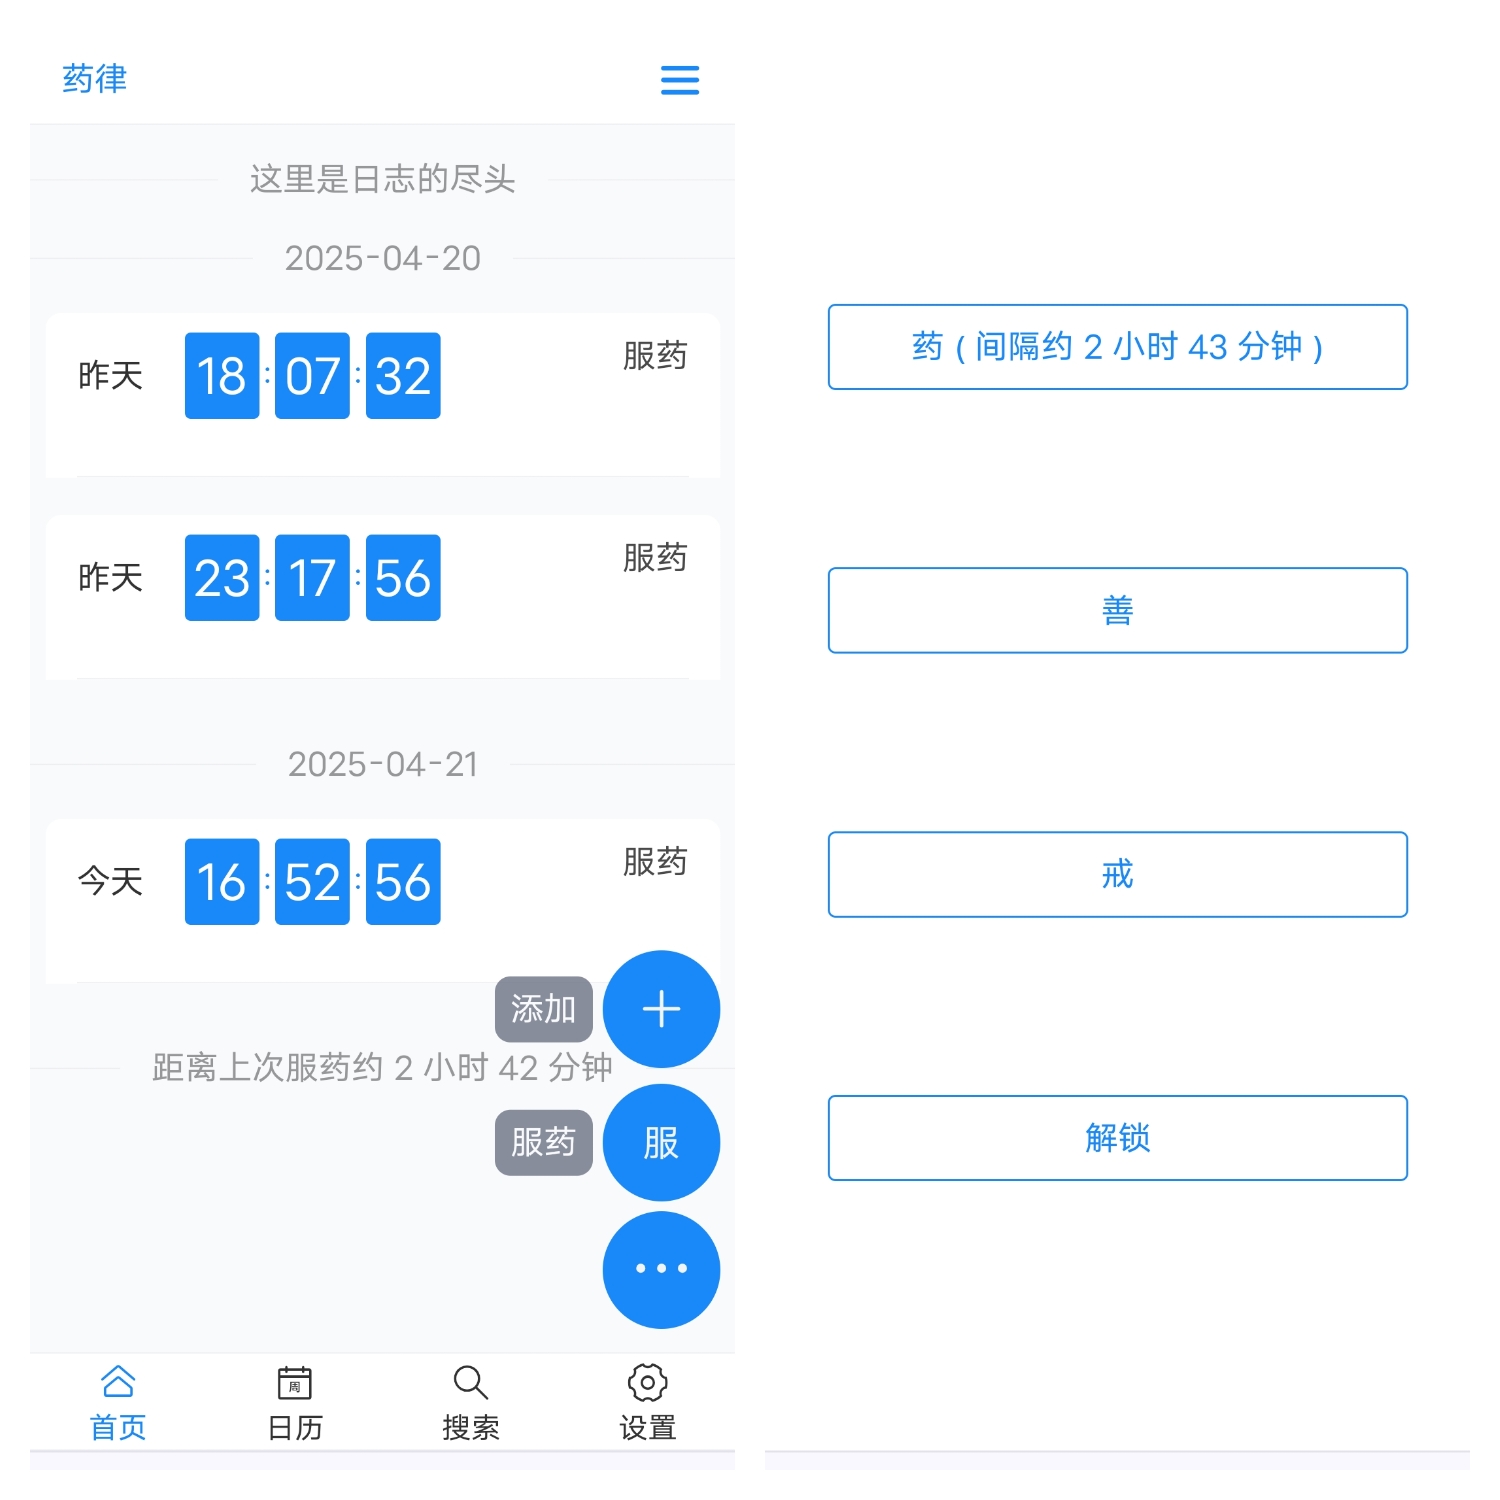 药律
这里是日志的尽头
2025-04-20
昨天 18:07:32 服药
昨天 23:17:56 服药
2025-04-21
今天 16:52:56 服药
添加
距离上次服药约 2 小时 42 分钟
服药 服
首页 日历 搜索 设置
周
药 ( 间隔约 2 小时 43 分钟 )
善
戒
解锁